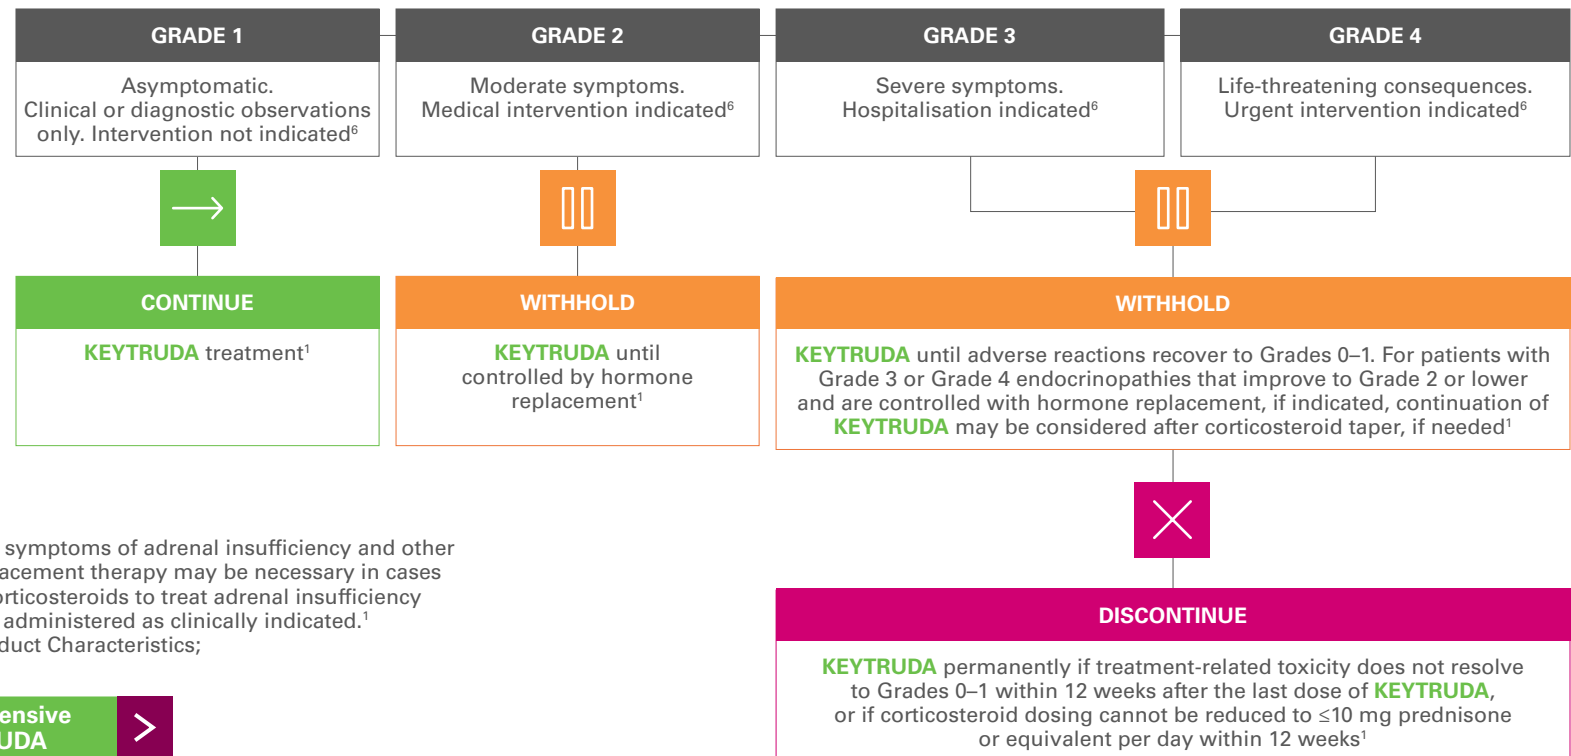 GRADE 1
Asymptomatic.
Clinical or diagnostic observations
only. Intervention not indicated⁶
GRADE 2
Moderate symptoms.
Medical intervention indicated⁶
GRADE 3
Severe symptoms.
Hospitalisation indicated⁶
GRADE 4
Life-threatening consequences.
Urgent intervention indicated⁶
CONTINUE
KEYTRUDA treatment¹
WITHHOLD
KEYTRUDA until
controlled by hormone
replacement¹
WITHHOLD
KEYTRUDA until adverse reactions recover to Grades 0–1. For patients with
Grade 3 or Grade 4 endocrinopathies that improve to Grade 2 or lower
and are controlled with hormone replacement, if indicated, continuation of
KEYTRUDA may be considered after corticosteroid taper, if needed¹
DISCONTINUE
KEYTRUDA permanently if treatment-related toxicity does not resolve
to Grades 0–1 within 12 weeks after the last dose of KEYTRUDA,
or if corticosteroid dosing cannot be reduced to ≤10 mg prednisone
or equivalent per day within 12 weeks¹
symptoms of adrenal insufficiency and other
lacement therapy may be necessary in cases
orticosteroids to treat adrenal insufficiency
administered as clinically indicated.¹
duct Characteristics;
ensive
UDA